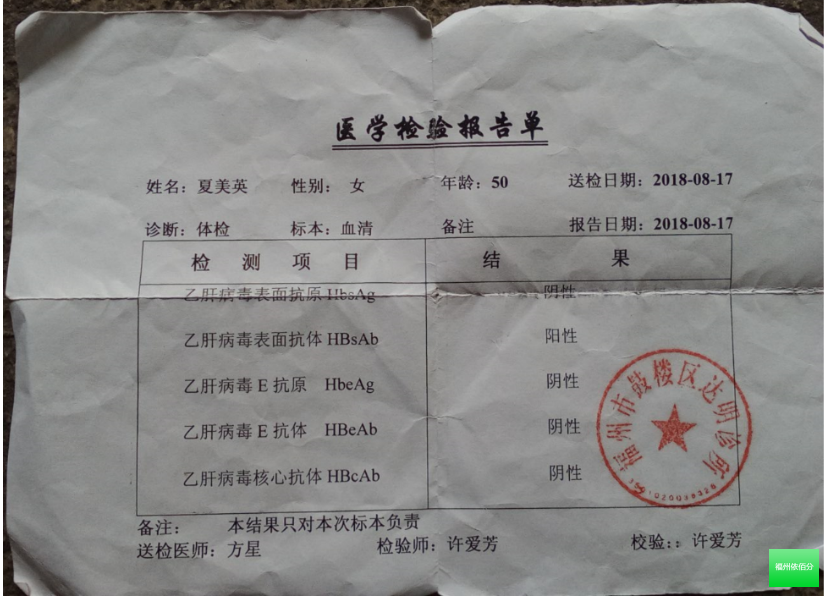 医学检验报告单
姓名：夏美英 性别： 女 年龄：50 送检日期：2018-08-17
诊断：体检 标本：血清 备注 报告日期：2018-08-17
检 测 项 目 结 果
乙肝病毒表面抗原 HbsAg 阴性
乙肝病毒表面抗体 HBsAb 阳性
乙肝病毒 E 抗原 HbeAg 阴性
乙肝病毒 E 抗体 HBeAb 阴性
乙肝病毒核心抗体 HBcAb 阴性
福州市鼓楼区达明诊所
备注： 本结果只对本次标本负责
送检医师：方星 检验师：许爱芳 校验：：许爱芳
福州依佰分